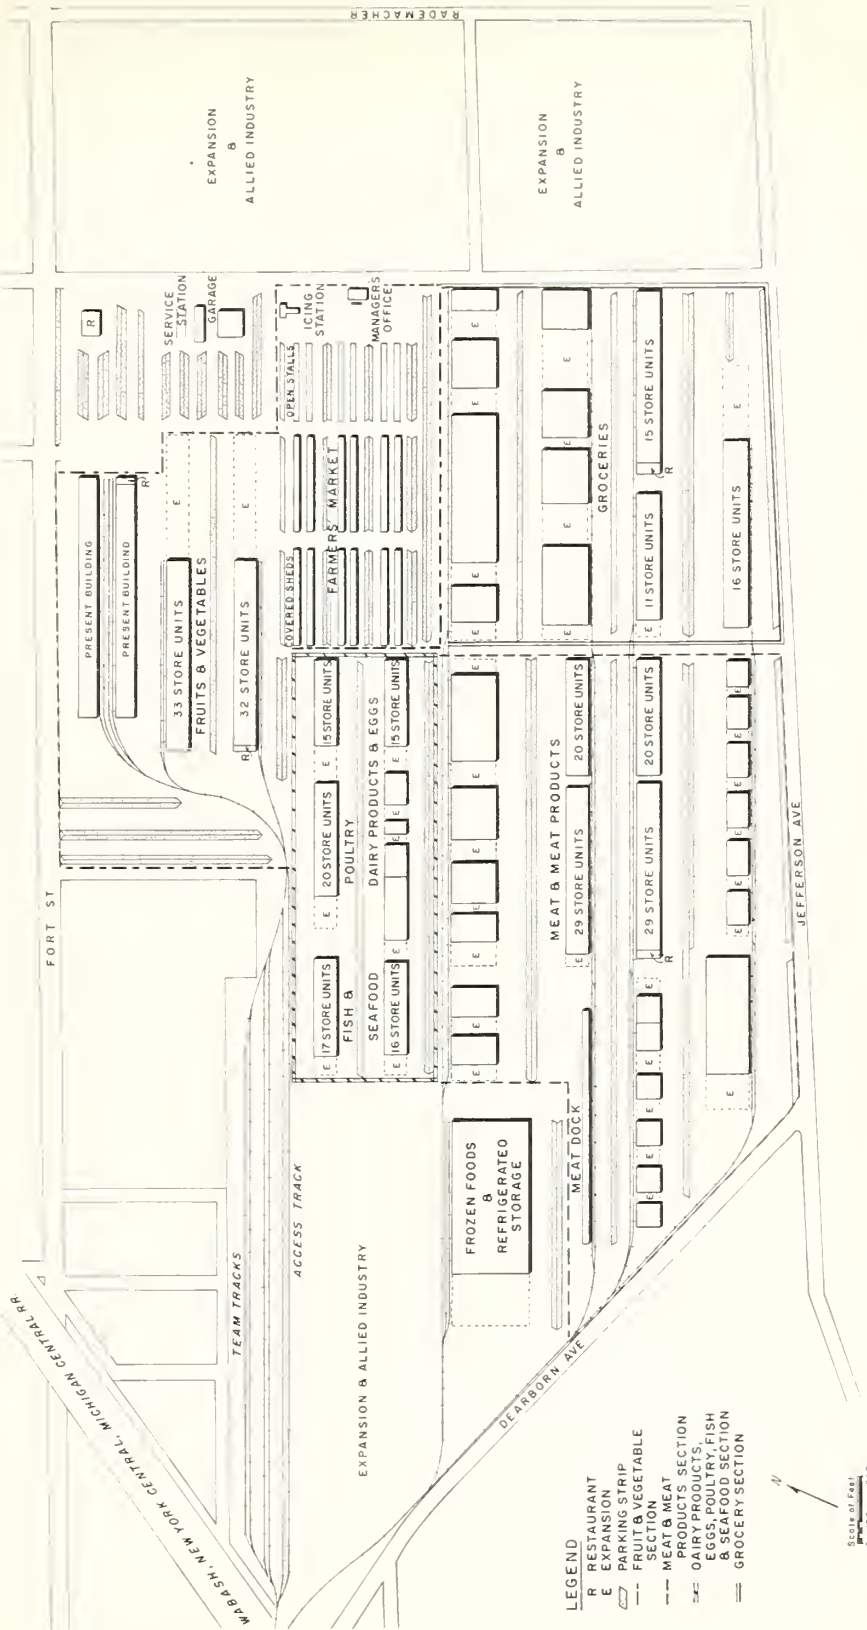 RADEMACHER
EXPANSION
&
ALLIED INDUSTRY
EXPANSION
&
ALLIED INDUSTRY
R
SERVICE
STATION
GARAGE
ICING
STATION
MANAGERS
OFFICE
OPEN STALLS
FARMERS' MARKET
COVERED SHEDS
PRESENT BUILDING
PRESENT BUILDING
R
E
33 STORE UNITS
FRUITS & VEGETABLES
E
32 STORE UNITS
R
FORT ST
E
E
E
E
E
E
E
GROCERIES
15 STORE UNITS
R
11 STORE UNITS
E
E
16 STORE UNITS
15 STORE UNITS
E
20 STORE UNITS
E
17 STORE UNITS
E
POULTRY
FISH &
SEAFOOD
DAIRY PRODUCTS & EGGS
15 STORE UNITS
E
E
E
16 STORE UNITS
E
E
E
E
E
E
MEAT & MEAT PRODUCTS
20 STORE UNITS
29 STORE UNITS
E
20 STORE UNITS
29 STORE UNITS
R
E
E
E
E
E
E
E
E
E
E
E
JEFFERSON AVE
MEAT DOCK
FROZEN FOODS
&
REFRIGERATED
STORAGE
ACCESS TRACK
TEAM TRACKS
EXPANSION & ALLIED INDUSTRY
WABASH, NEW YORK CENTRAL, MICHIGAN CENTRAL RR.
DEARBORN AVE
LEGEND
R RESTAURANT
E EXPANSION
PARKING STRIP
FRUIT & VEGETABLE
SECTION
MEAT & MEAT
PRODUCTS SECTION
DAIRY PRODUCTS,
EGGS, POULTRY, FISH
& SEAFOOD SECTION
GROCERY SECTION
N
Scale of Feet